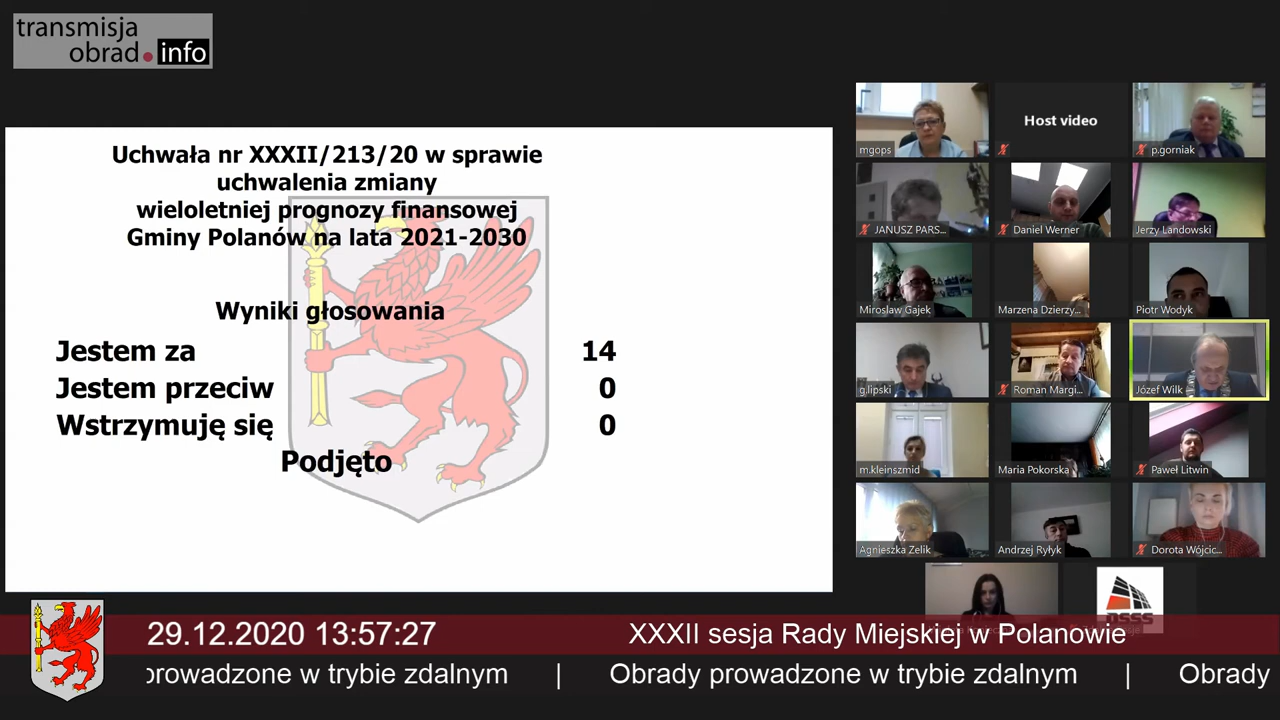 transmisja
obrad.info
Uchwała nr XXXII/213/20 w sprawie
uchwalenia zmiany
wieloletniej prognozy finansowej
Gminy Polanów na lata 2021-2030
Wyniki głosowania
Jestem za 14
Jestem przeciw 0
Wstrzymuję się 0
Podjęto
mgops
Host video
p.gorniak
JANUSZ PARS...
Daniel Werner
Jerzy Landowski
Miroslaw Gajek
Marzena Dzierzy...
Piotr Wodyk
g.lipski
Roman Margi...
Józef Wilk
m.kleinszmid
Maria Pokorska
Paweł Litwin
Agnieszka Zelik
Andrzej Ryłyk
Dorota Wójcic...
29.12.2020 13:57:27
XXXII sesja Rady Miejskiej w Polanowie
prowadzone w trybie zdalnym | Obrady prowadzone w trybie zdalnym | Obrady